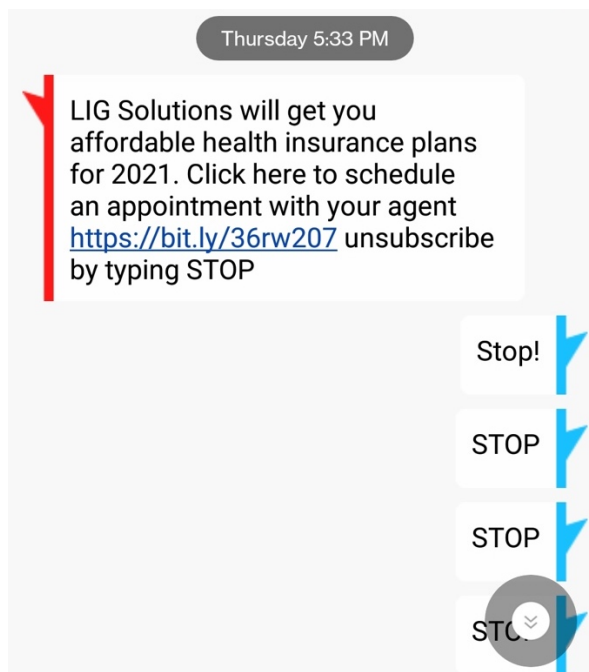 Thursday 5:33 PM
LIG Solutions will get you
affordable health insurance plans
for 2021. Click here to schedule
an appointment with your agent
https://bit.ly/36rw207 unsubscribe
by typing STOP
Stop!
STOP
STOP